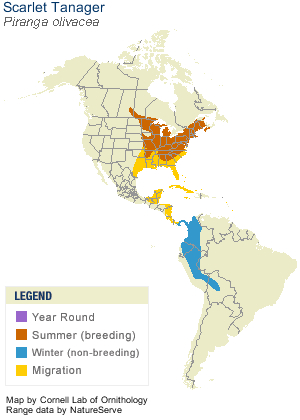 Scarlet Tanager
Piranga olivacea
LEGEND
Year Round
Summer (breeding)
Winter (non-breeding)
Migration
Map by Cornell Lab of Ornithology
Range data by NatureServe